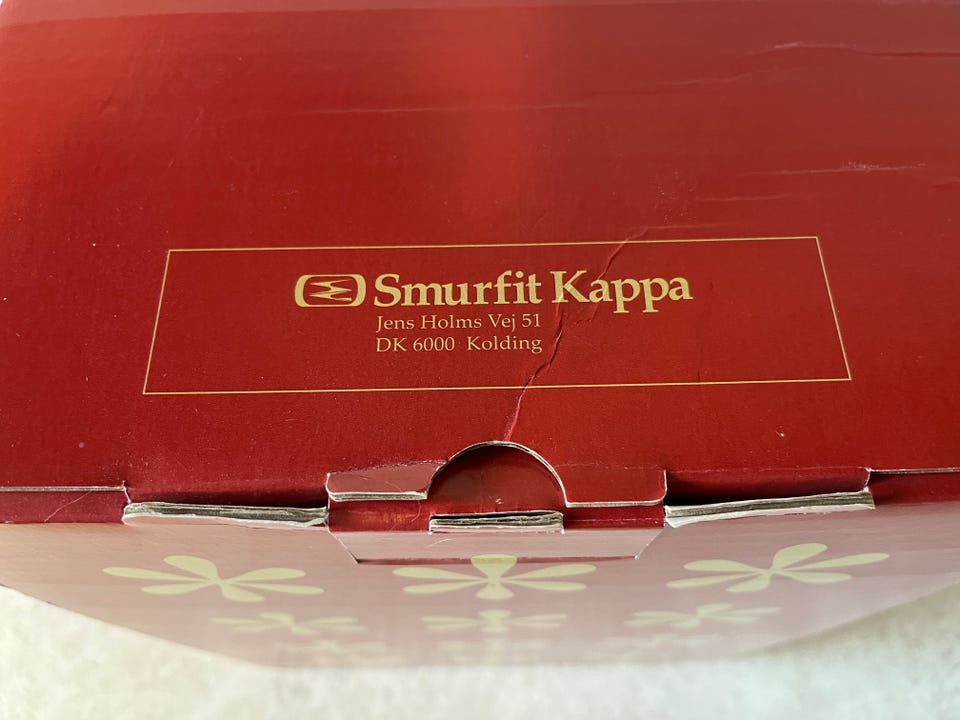 Smurfit Kappa
Jens Holms Vej 51
DK 6000 Kolding